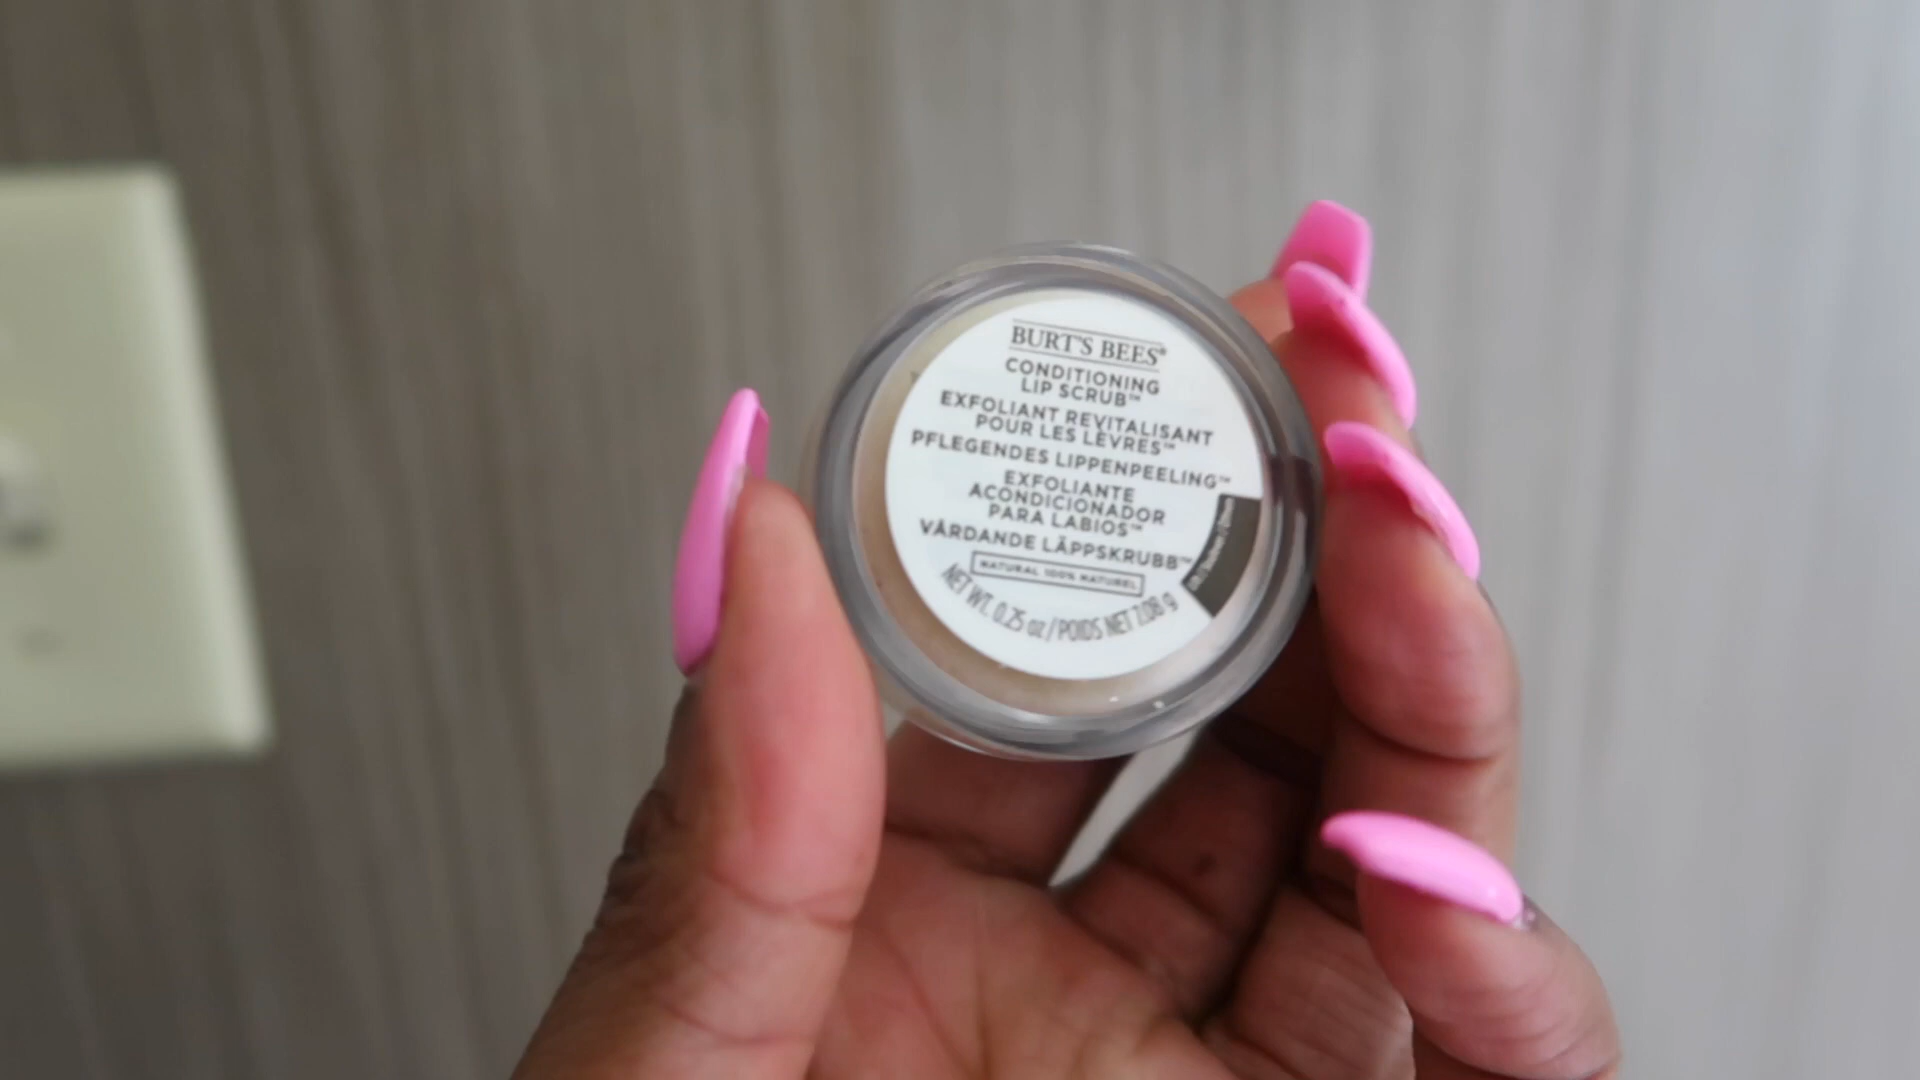 BURT'S BEES®
CONDITIONING
LIP SCRUB™
EXFOLIANT REVITALISANT
POUR LES LÈVRES™
PFLEGENDES LIPPENPEELING™
EXFOLIANTE
ACONDICIONADOR
PARA LABIOS™
VÅRDANDE LÄPPSKRUBB™
NATURAL 100% NATUREL
NET WT. 0.25 oz / POIDS NET 7.08 g